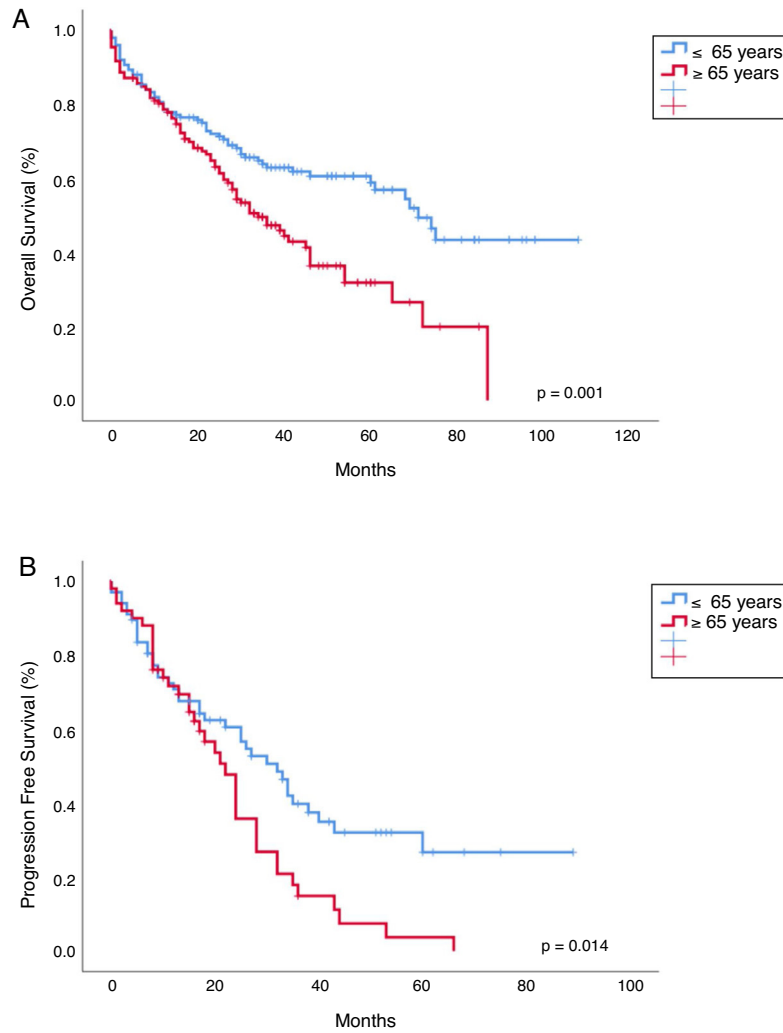 A
1.0
0.8
0.6
0.4
0.2
0.0
Overall Survival (%)
≤ 65 years
≥ 65 years
p = 0.001
0 20 40 60 80 100 120
Months
B
1.0
0.8
0.6
0.4
0.2
0.0
Progression Free Survival (%)
≤ 65 years
≥ 65 years
p = 0.014
0 20 40 60 80 100
Months